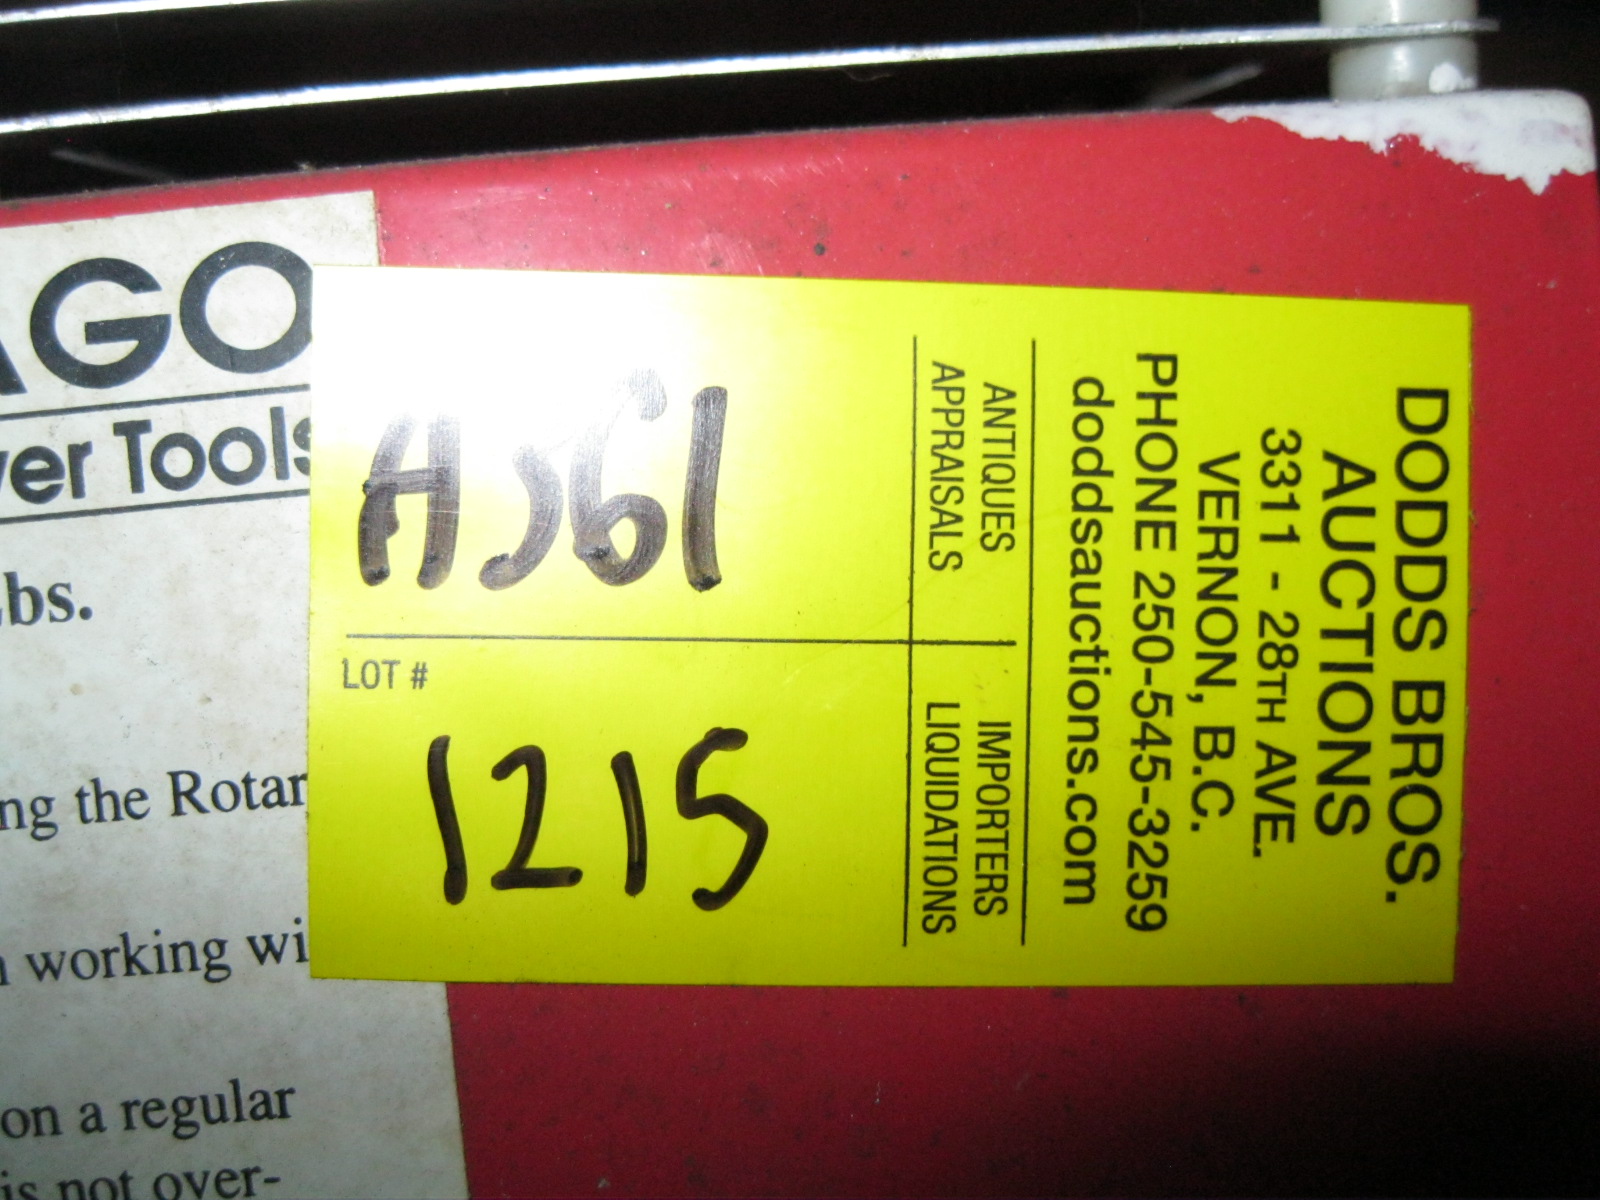 AGO
ver Tools
Lbs.
ng the Rotar
working wi
on a regular
is not over-
DODDS BROS.
AUCTIONS
3311 - 28TH AVE.
VERNON, B.C.
PHONE 250-545-3259
doddsauctions.com
ANTIQUES IMPORTERS
APPRAISALS LIQUIDATIONS
A561
LOT #
1215